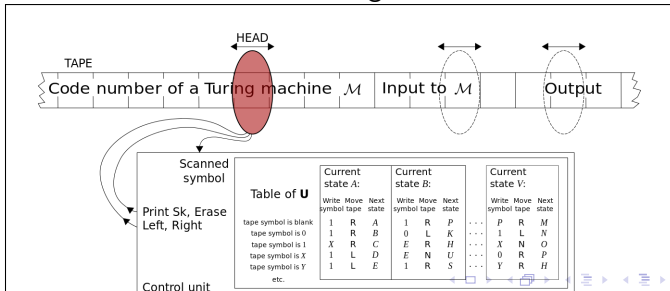 HEAD
TAPE
Code number of a Turing machine ℳ Input to ℳ Output
Scanned
symbol
Print Sk, Erase
Left, Right
Control unit
Table of U
Current
state A:
Current
state B:
Current
state V:
Write Move Next Write Move Next Write Move Next
symbol tape state symbol tape state symbol tape state
tape symbol is blank 1 R A 1 R P · · · P R M
tape symbol is 0 1 R B 0 L K · · · 1 L N
tape symbol is 1 X R C E R H · · · X N O
tape symbol is X 1 L D E N U · · · 0 R P
tape symbol is Y 1 L E 1 R S · · · Y R H
etc.